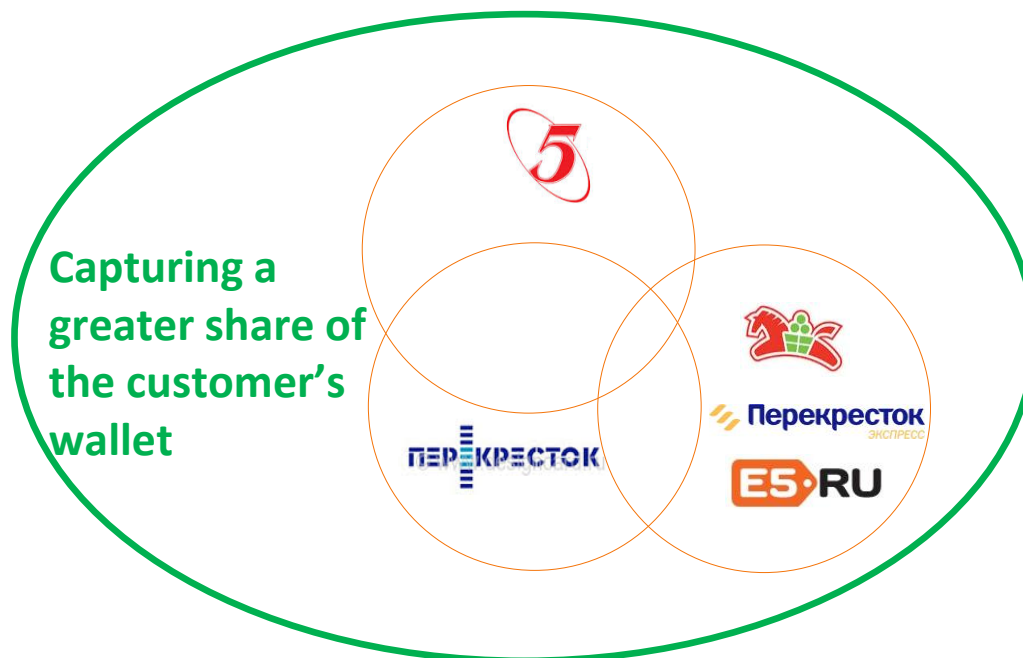 5
Capturing a
greater share of
the customer’s
wallet
Перекресток
ЭКСПРЕСС
ПЕРЕКРЕСТОК
E5.RU